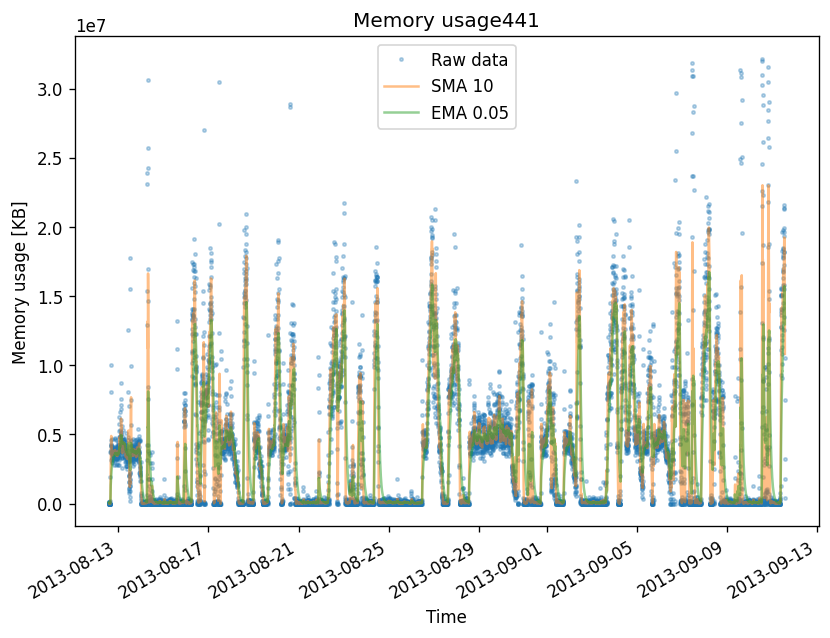 Memory usage441
1e7
Raw data
SMA 10
EMA 0.05
3.0
2.5
2.0
1.5
1.0
0.5
0.0
Memory usage [KB]
2013-08-13
2013-08-17
2013-08-21
2013-08-25
2013-08-29
2013-09-01
2013-09-05
2013-09-09
2013-09-13
Time